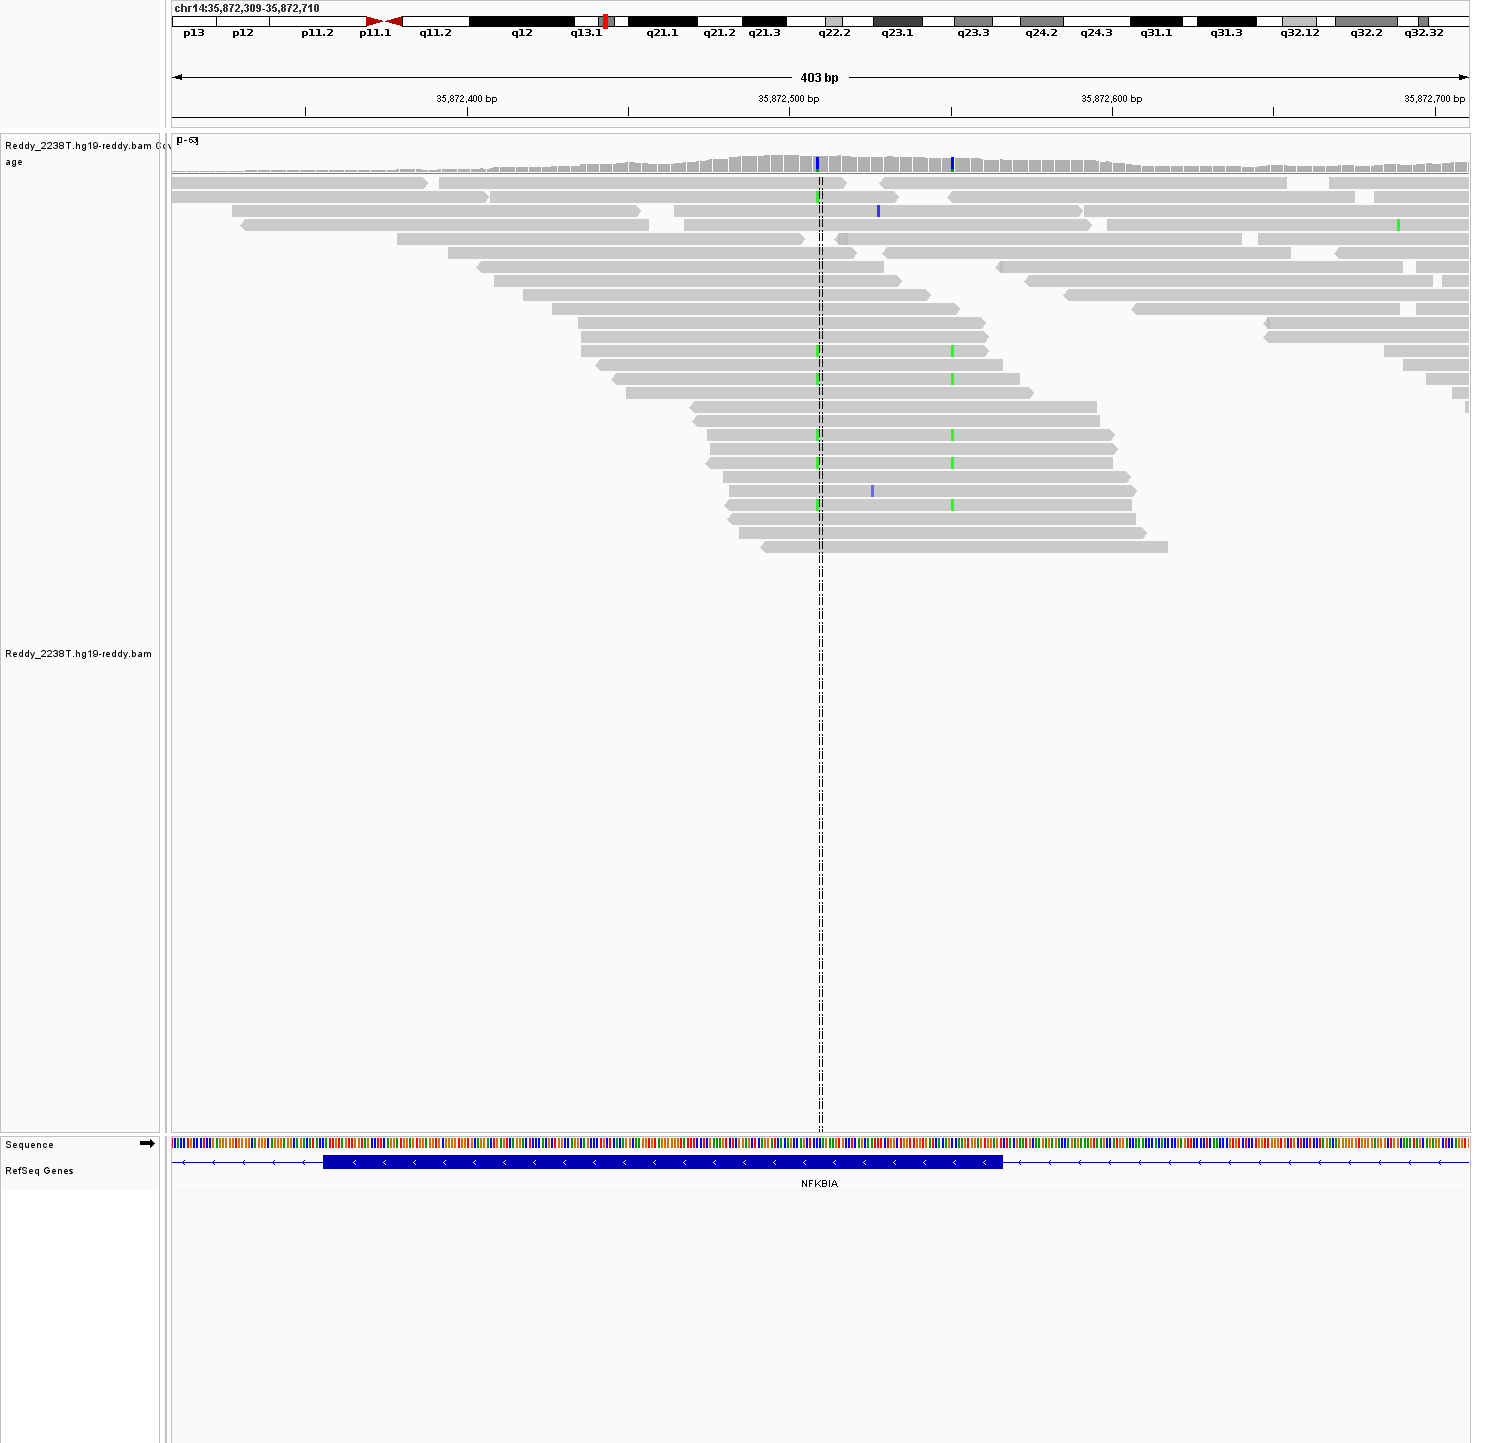 chr14:35,872,309-35,872,710
p13 p12 p11.2 p11.1 q11.2 q12 q13.1 q21.1 q21.2 q21.3 q22.2 q23.1 q23.3 q24.2 q24.3 q31.1 q31.3 q32.12 q32.2 q32.32
403 bp
35,872,400 bp 35,872,500 bp 35,872,600 bp 35,872,700 bp
[0-63]
Reddy_2238T.hg19-reddy.bam Cov
age
Reddy_2238T.hg19-reddy.bam
Sequence
RefSeq Genes
NFKBIA